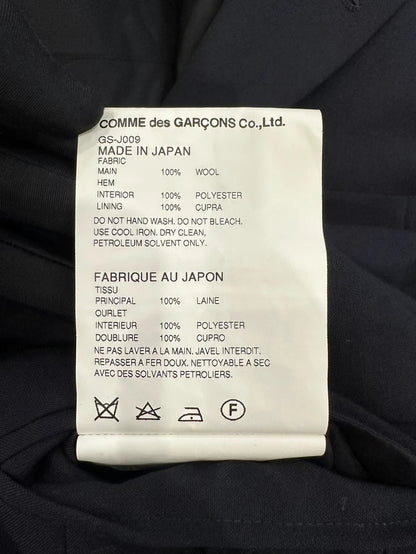 COMME des GARÇONS Co.,Ltd.
GS-J009
MADE IN JAPAN
FABRIC
MAIN 100% WOOL
HEM
INTERIOR 100% POLYESTER
LINING 100% CUPRA
DO NOT HAND WASH. DO NOT BLEACH.
USE COOL IRON. DRY CLEAN,
PETROLEUM SOLVENT ONLY.
FABRIQUE AU JAPON
TISSU
PRINCIPAL 100% LAINE
OURLET
INTERIEUR 100% POLYESTER
DOUBLURE 100% CUPRO
NE PAS LAVER A LA MAIN. JAVEL INTERDIT.
REPASSER A FER DOUX. NETTOYABLE A SEC
AVEC DES SOLVANTS PETROLIERS.
F